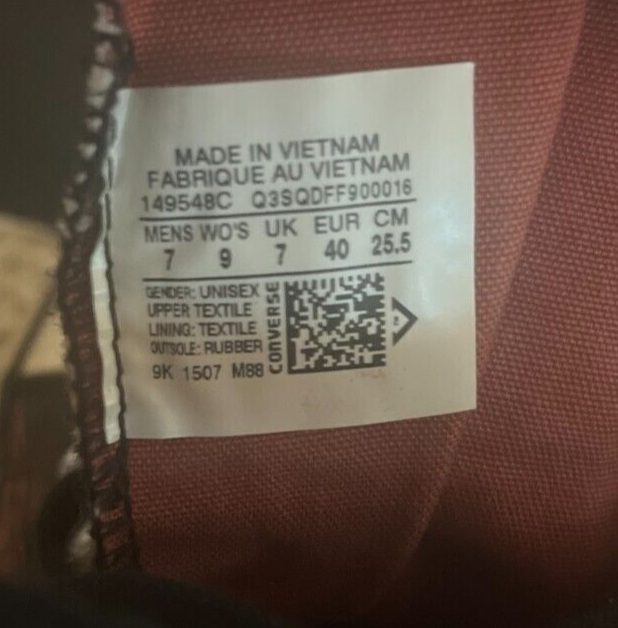 MADE IN VIETNAM
FABRIQUE AU VIETNAM
149548C Q3SQDFF900016
MENS WO'S UK EUR CM
7 9 7 40 25.5
GENDER: UNISEX
UPPER TEXTILE
LINING: TEXTILE
OUTSOLE: RUBBER
9K 1507 M88
CONVERSE